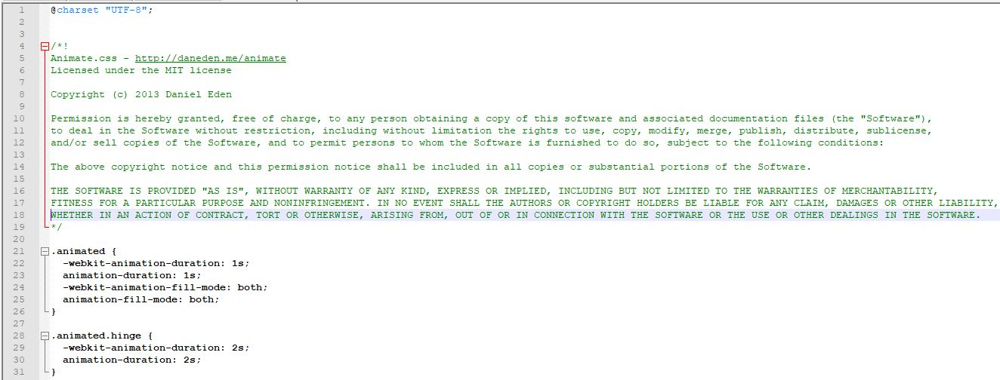 1 @charset "UTF-8";
2
3
4 /*!
5 Animate.css - http://daneden.me/animate
6 Licensed under the MIT license
7
8 Copyright (c) 2013 Daniel Eden
9
10 Permission is hereby granted, free of charge, to any person obtaining a copy of this software and associated documentation files (the "Software"),
11 to deal in the Software without restriction, including without limitation the rights to use, copy, modify, merge, publish, distribute, sublicense,
12 and/or sell copies of the Software, and to permit persons to whom the Software is furnished to do so, subject to the following conditions:
13
14 The above copyright notice and this permission notice shall be included in all copies or substantial portions of the Software.
15
16 THE SOFTWARE IS PROVIDED "AS IS", WITHOUT WARRANTY OF ANY KIND, EXPRESS OR IMPLIED, INCLUDING BUT NOT LIMITED TO THE WARRANTIES OF MERCHANTABILITY,
17 FITNESS FOR A PARTICULAR PURPOSE AND NONINFRINGEMENT. IN NO EVENT SHALL THE AUTHORS OR COPYRIGHT HOLDERS BE LIABLE FOR ANY CLAIM, DAMAGES OR OTHER LIABILITY,
18 WHETHER IN AN ACTION OF CONTRACT, TORT OR OTHERWISE, ARISING FROM, OUT OF OR IN CONNECTION WITH THE SOFTWARE OR THE USE OR OTHER DEALINGS IN THE SOFTWARE.
19 */
20
21 .animated {
22   -webkit-animation-duration: 1s;
23   animation-duration: 1s;
24   -webkit-animation-fill-mode: both;
25   animation-fill-mode: both;
26 }
27
28 .animated.hinge {
29   -webkit-animation-duration: 2s;
30   animation-duration: 2s;
31 }